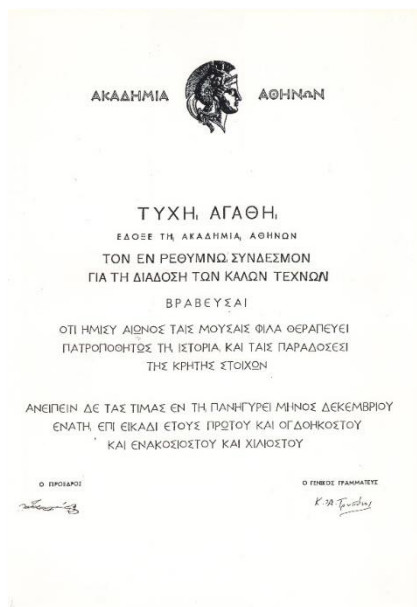 ΑΚΑΔΗΜΙΑ ΑΘΗΝΩΝ
ΤΥΧΗι ΑΓΑΘΗι
ΕΔΟΞΕ ΤΗι ΑΚΑΔΗΜΙΑι ΑΘΗΝΩΝ
ΤΟΝ ΕΝ ΡΕΘΥΜΝΩι ΣΥΝΔΕΣΜΟΝ
ΓΙΑ ΤΗ ΔΙΑΔΟΣΗ ΤΩΝ ΚΑΛΩΝ ΤΕΧΝΩΝ
ΒΡΑΒΕΥΣΑΙ
ΟΤΙ ΗΜΙΣΥ ΑΙΩΝΟΣ ΤΑΙΣ ΜΟΥΣΑΙΣ ΦΙΛΑ ΘΕΡΑΠΕΥΕΙ
ΠΑΤΡΟΠΟΘΗΤΩΣ ΤΗι ΙΣΤΟΡΙΑι ΚΑΙ ΤΑΙΣ ΠΑΡΑΔΟΣΕΣΙ
ΤΗΣ ΚΡΗΤΗΣ ΣΤΟΙΧΩΝ
ΑΝΕΙΠΕΙΝ ΔΕ ΤΑΣ ΤΙΜΑΣ ΕΝ ΤΗι ΠΑΝΗΓΥΡΕΙ ΜΗΝΟΣ ΔΕΚΕΜΒΡΙΟΥ
ΕΝΑΤΗι ΕΠΙ ΕΙΚΑΔΙ ΕΤΟΥΣ ΠΡΩΤΟΥ ΚΑΙ ΟΓΔΟΗΚΟΣΤΟΥ
ΚΑΙ ΕΝΑΚΟΣΙΟΣΤΟΥ ΚΑΙ ΧΙΛΙΟΣΤΟΥ
Ο ΠΡΟΕΔΡΟΣ
Ο ΓΕΝΙΚΟΣ ΓΡΑΜΜΑΤΕΥΣ